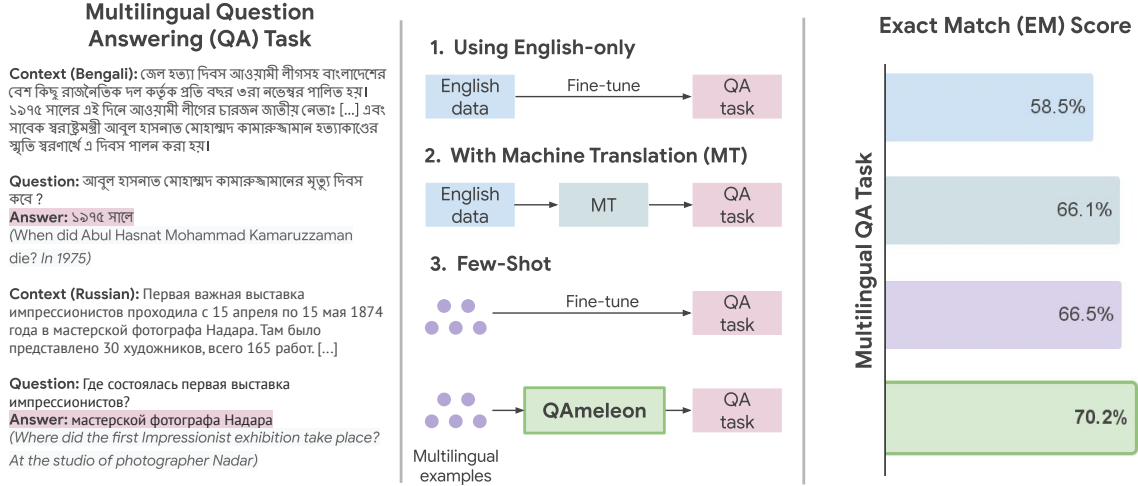 Multilingual Question
Answering (QA) Task
Context (Bengali): জেল হত্যা দিবস আওয়ামী লীগসহ বাংলাদেশের
বেশ কিছু রাজনৈতিক দল কর্তৃক প্রতি বছর ৩রা নভেম্বর পালিত হয়।
১৯৭৫ সালের এই দিনে আওয়ামী লীগের চারজন জাতীয় নেতাঃ [...] এবং
সাবেক স্বরাষ্ট্রমন্ত্রী আবুল হাসনাত মোহাম্মদ কামারুজ্জামান হত্যাকাণ্ডের
স্মৃতি স্বরণার্থে এ দিবস পালন করা হয়।
Question: আবুল হাসনাত মোহাম্মদ কামারুজ্জামানের মৃত্যু দিবস
কবে ?
Answer: ১৯৭৫ সালে
(When did Abul Hasnat Mohammad Kamaruzzaman
die? In 1975)
Context (Russian): Первая важная выставка
импрессионистов проходила с 15 апреля по 15 мая 1874
года в мастерской фотографа Надара. Там было
представлено 30 художников, всего 165 работ. [...]
Question: Где состоялась первая выставка
импрессионистов?
Answer: мастерской фотографа Надара
(Where did the first Impressionist exhibition take place?
At the studio of photographer Nadar)
1. Using English-only
English
data
Fine-tune
QA
task
2. With Machine Translation (MT)
English
data
MT
QA
task
3. Few-Shot
Fine-tune
QA
task
QAmeleon
QA
task
Multilingual
examples
Exact Match (EM) Score
Multilingual QA Task
58.5%
66.1%
66.5%
70.2%